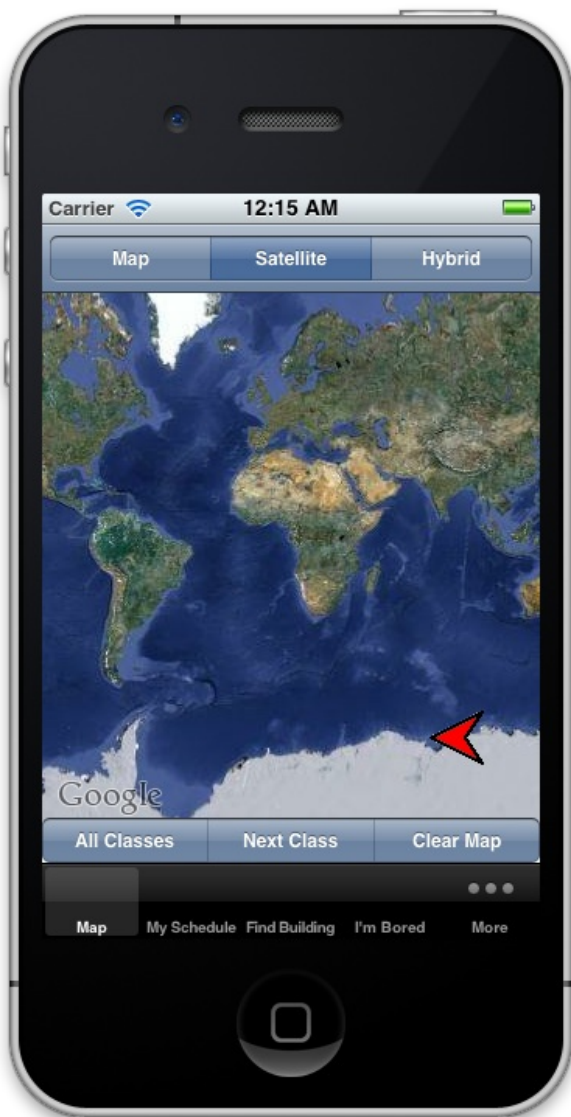 Carrier 12:15 AM
Map Satellite Hybrid
Google
All Classes Next Class Clear Map
Map My Schedule Find Building I'm Bored More